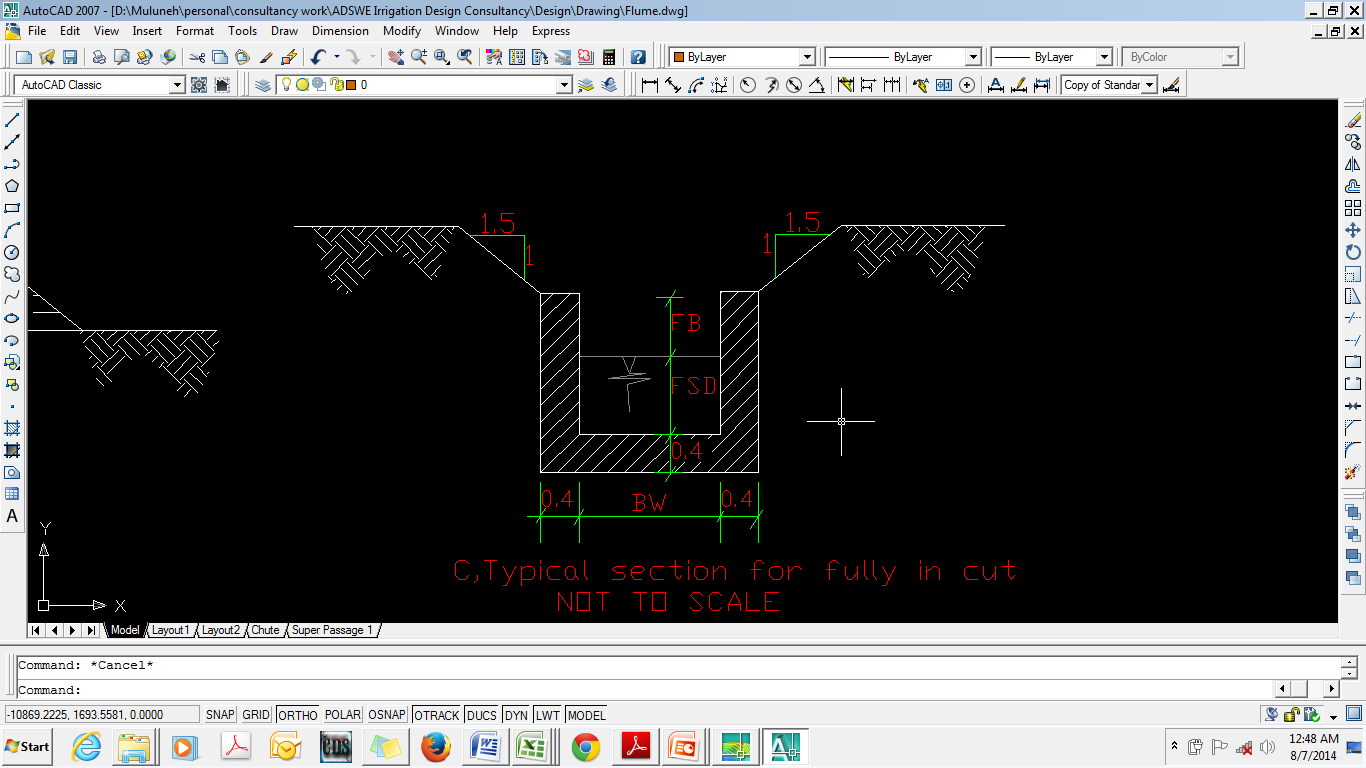 AutoCAD 2007 - [D:\Muluneh\personal\consultancy work\ADSWE Irrigation Design Consultancy\Design\Drawing\Flume.dwg]
File Edit View Insert Format Tools Draw Dimension Modify Window Help Express
ByLayer ByLayer ByLayer ByColor
AutoCAD Classic 0 Copy of Standar
1.5 1.5
1 1
FB
FSD
0.4
0.4 BW 0.4
C,Typical section for fully in cut
NOT TO SCALE
Y
X
Model Layout1 Layout2 Chute Super Passage 1
Command: *Cancel*
Command:
-10869.2225, 1693.5581, 0.0000 SNAP GRID ORTHO POLAR OSNAP OTRACK DUCS DYN LWT MODEL
Start CDS 12:48 AM
8/7/2014